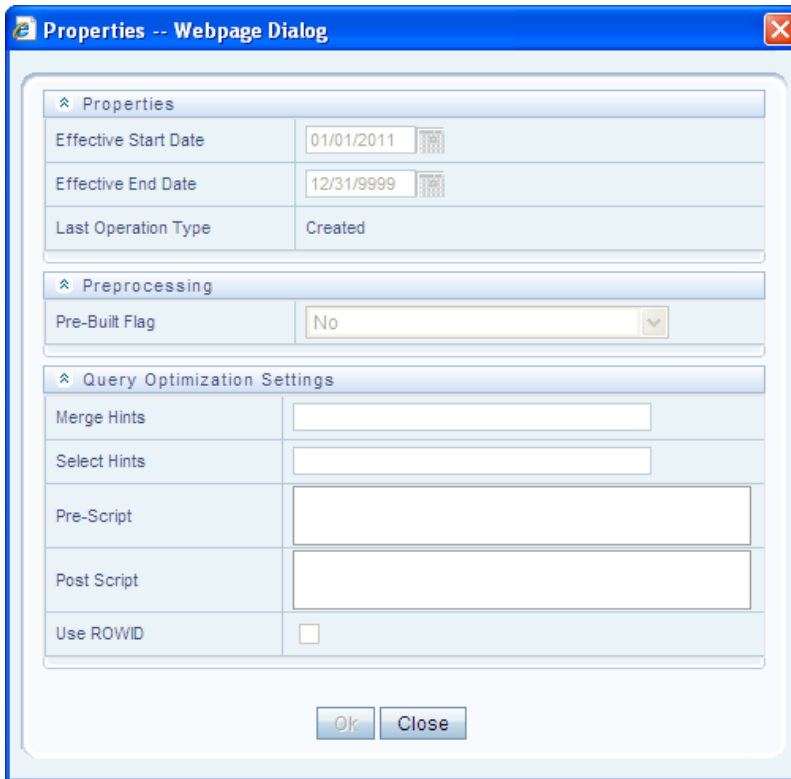 Properties -- Webpage Dialog
Properties
Effective Start Date 01/01/2011
Effective End Date 12/31/9999
Last Operation Type Created
Preprocessing
Pre-Built Flag No
Query Optimization Settings
Merge Hints
Select Hints
Pre-Script
Post Script
Use ROWID
Ok Close